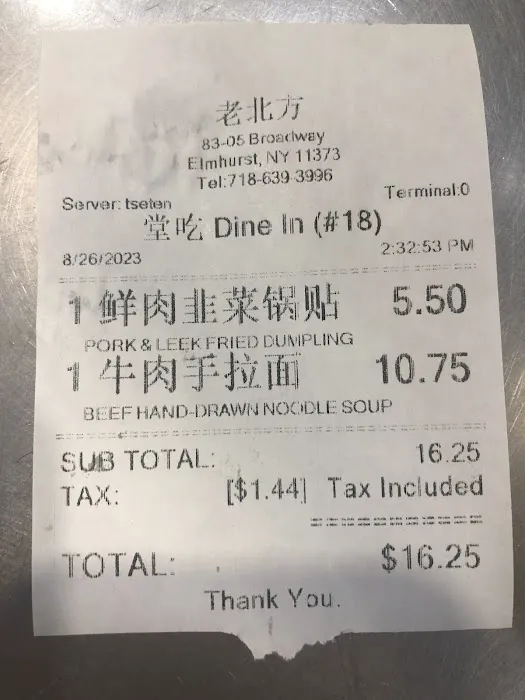 老北方
83-05 Broadway
Elmhurst, NY 11373
Tel:718-639-3996
Server: tseten Terminal:0
堂吃 Dine In (#18)
8/26/2023 2:32:53 PM
1 鲜肉韭菜锅贴 5.50
PORK & LEEK FRIED DUMPLING
1 牛肉手拉面 10.75
BEEF HAND-DRAWN NOODLE SOUP
SUB TOTAL: 16.25
TAX: [$1.44] Tax Included
TOTAL: $16.25
Thank You.